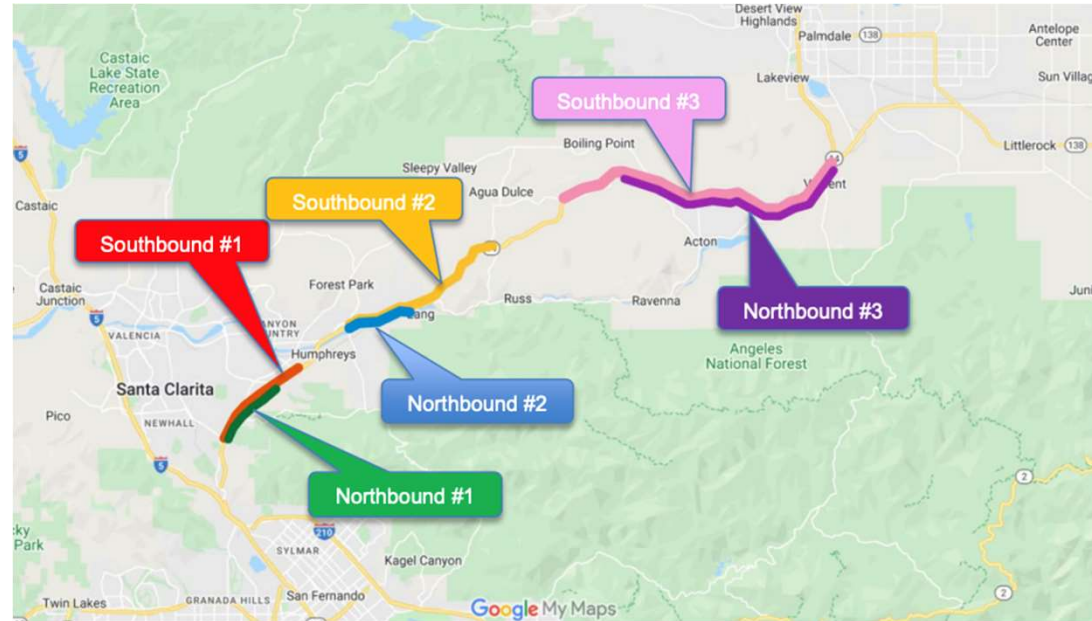 Desert View
Highlands
Palmdale
138
Antelope
Center
Castaic
Lake State
Recreation
Area
Lakeview
Sun Villag
Southbound #3
5
Boiling Point
Littlerock
138
14
Sleepy Valley
Agua Dulce
Castaic
Southbound #2
Southbound #1
Acton
Castaic
Junction
Forest Park
Russ
Ravenna
Juni
5
Northbound #3
VALENCIA
Humphreys
Angeles
National Forest
Santa Clarita
Northbound #2
Pico
NEWHALL
5
Northbound #1
2
210
Park
SYLMAR
Kagel Canyon
2
Twin Lakes
GRANADA HILLS
San Fernando
Google My Maps